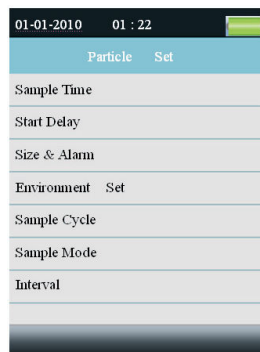 01-01-2010 01 : 22
Particle Set
Sample Time
Start Delay
Size & Alarm
Environment Set
Sample Cycle
Sample Mode
Interval